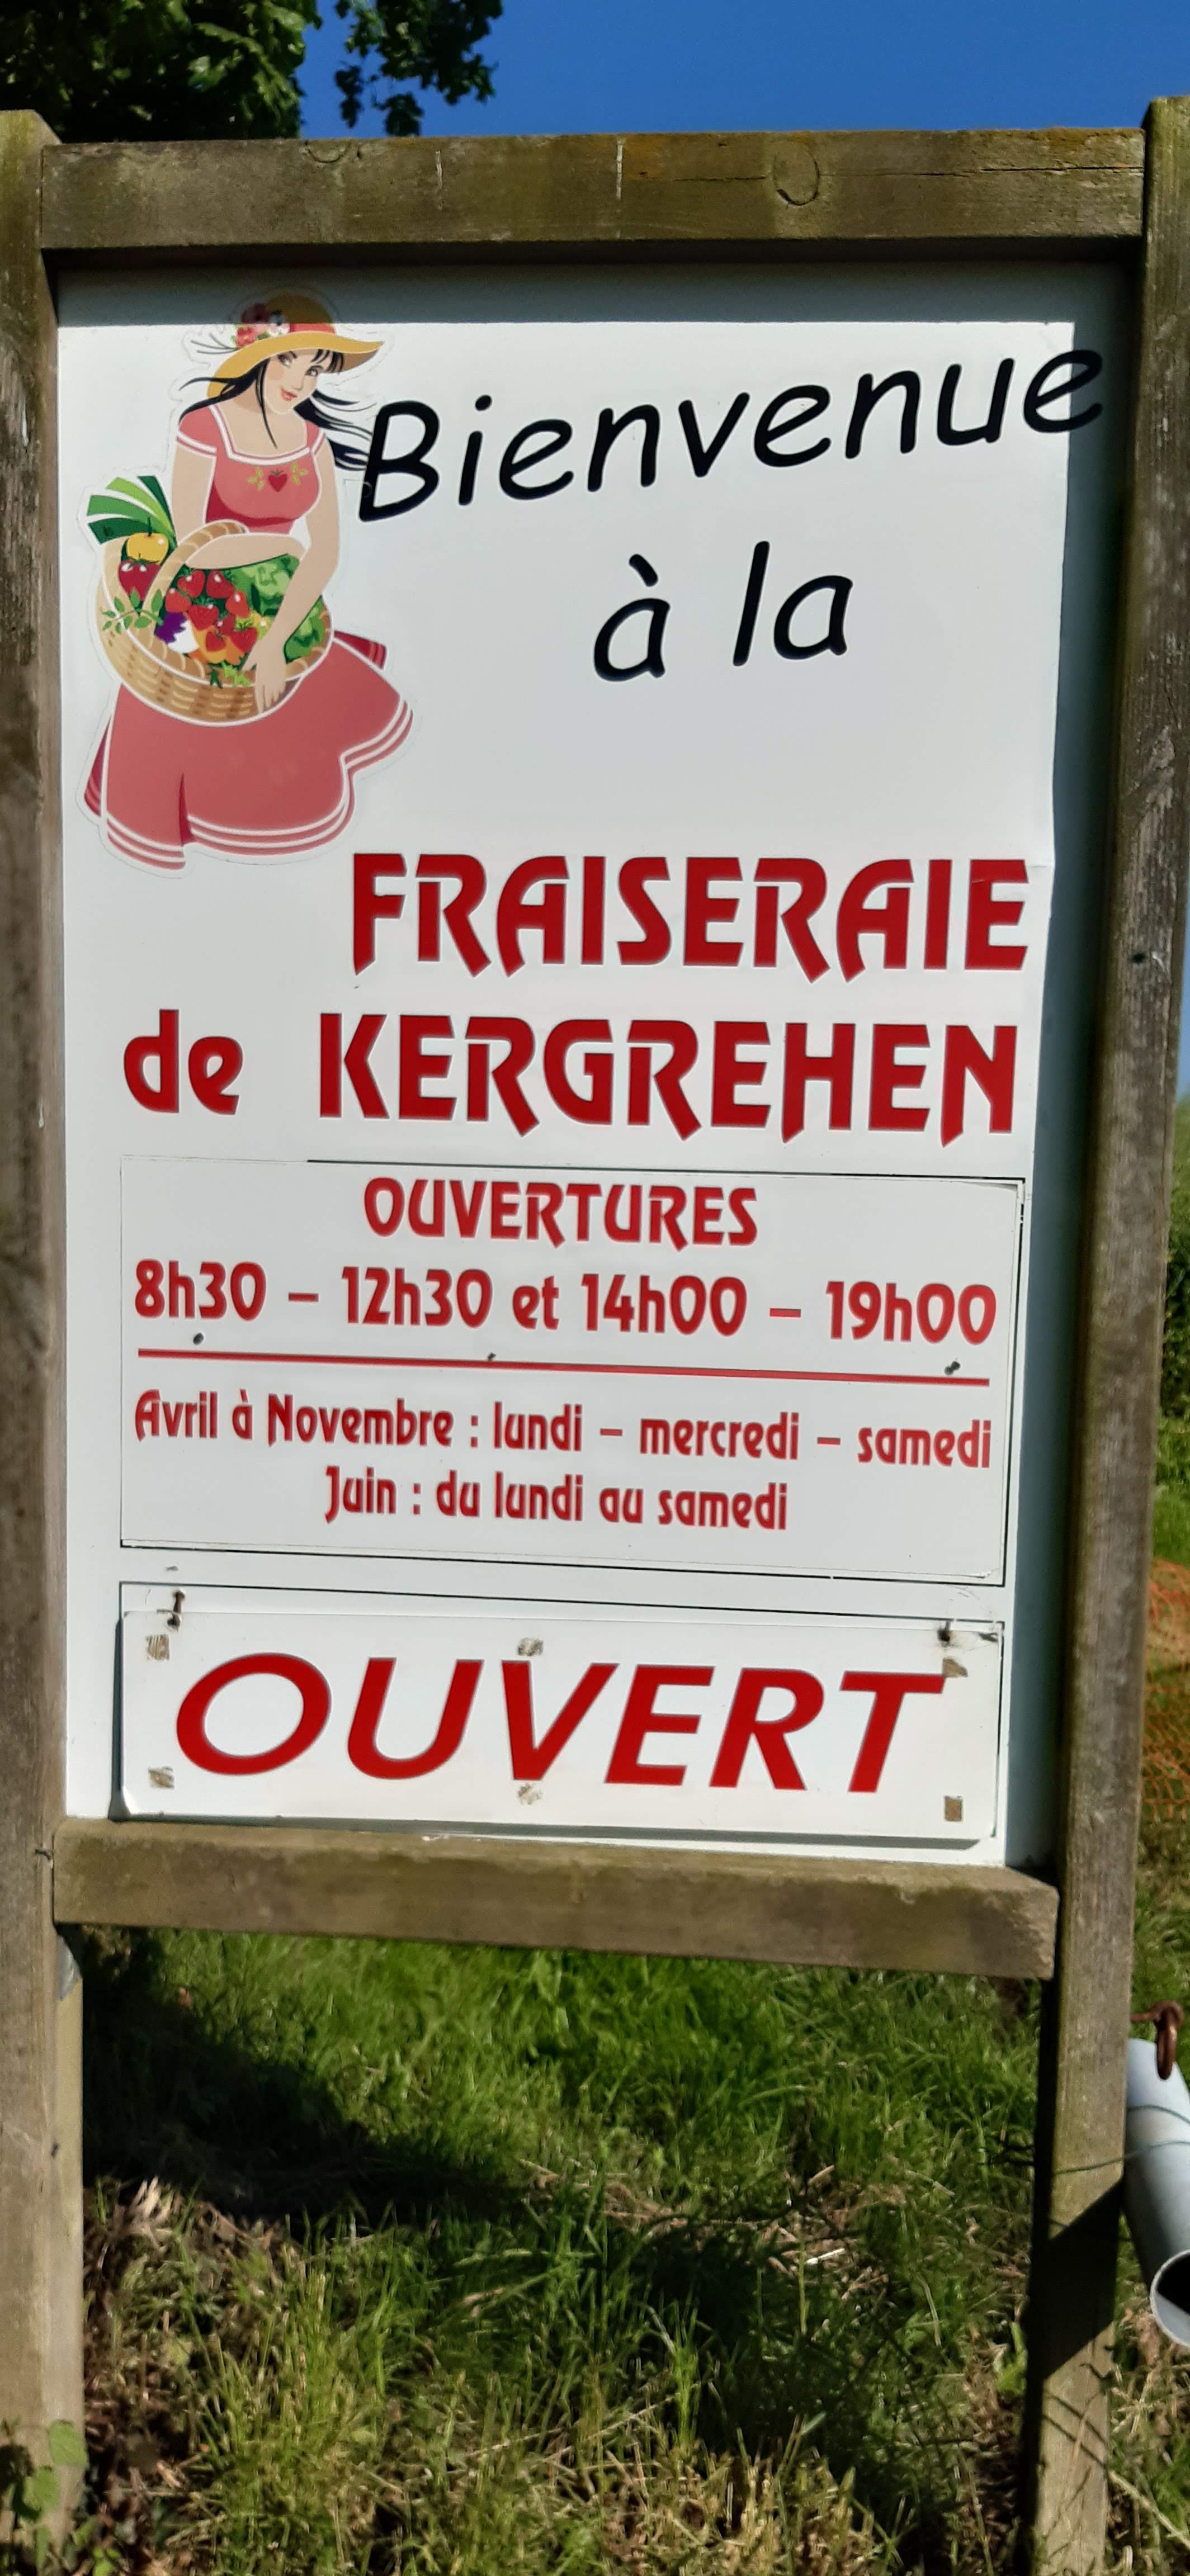 Bienvenue
à la
FRAISERAIE
de KERGREHEN
OUVERTURES
8h30 – 12h30 et 14h00 – 19h00
Avril à Novembre : lundi – mercredi – samedi
Juin : du lundi au samedi
OUVERT